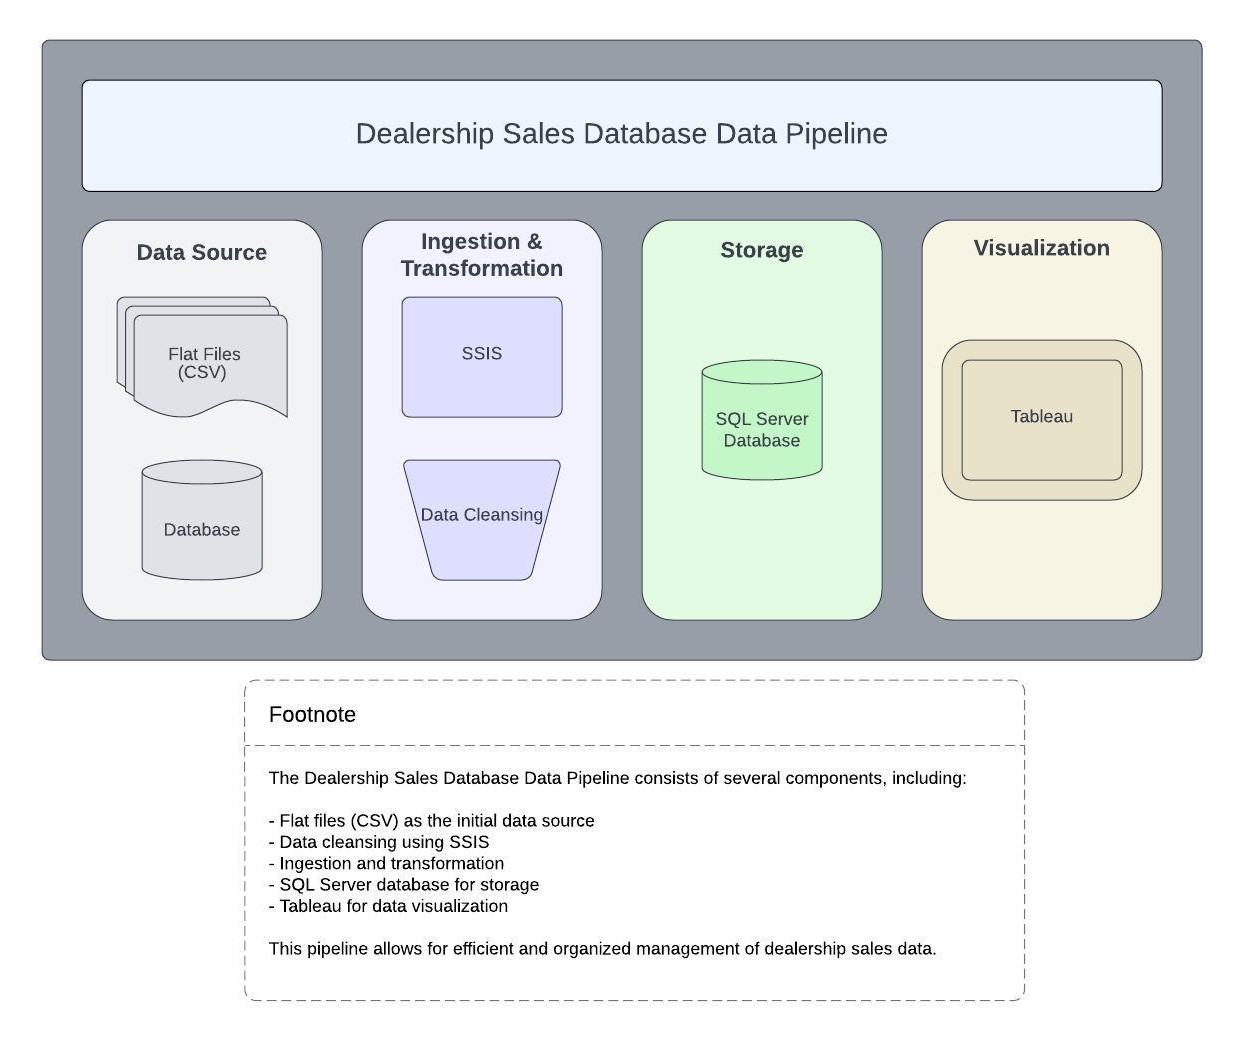 Dealership Sales Database Data Pipeline
Data Source
Flat Files
(CSV)
Database
Ingestion &
Transformation
SSIS
Data Cleansing
Storage
SQL Server
Database
Visualization
Tableau
Footnote
The Dealership Sales Database Data Pipeline consists of several components, including:
- Flat files (CSV) as the initial data source
- Data cleansing using SSIS
- Ingestion and transformation
- SQL Server database for storage
- Tableau for data visualization
This pipeline allows for efficient and organized management of dealership sales data.